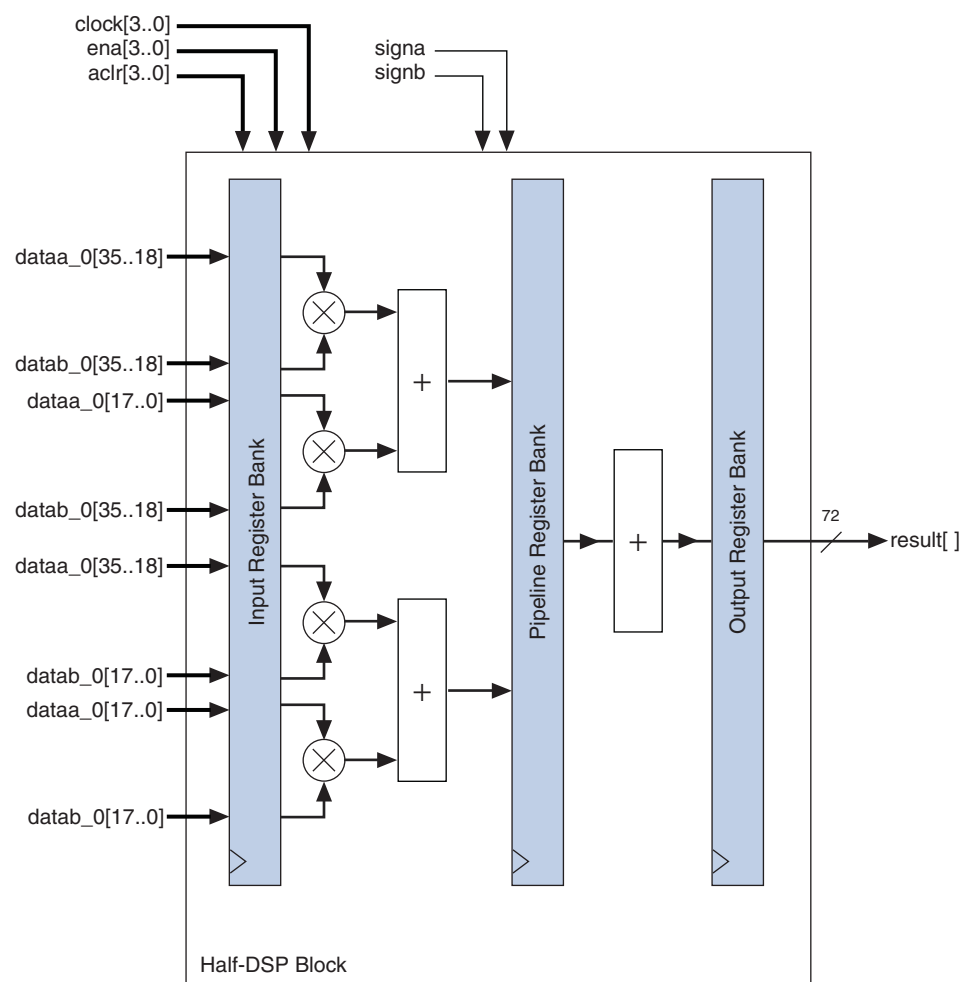 clock[3..0]
ena[3..0]
aclr[3..0]
signa
signb
dataa_0[35..18]
datab_0[35..18]
dataa_0[17..0]
datab_0[35..18]
dataa_0[35..18]
datab_0[17..0]
dataa_0[17..0]
datab_0[17..0]
Input Register Bank
+
+
Pipeline Register Bank
+
Output Register Bank
72
result[ ]
Half-DSP Block